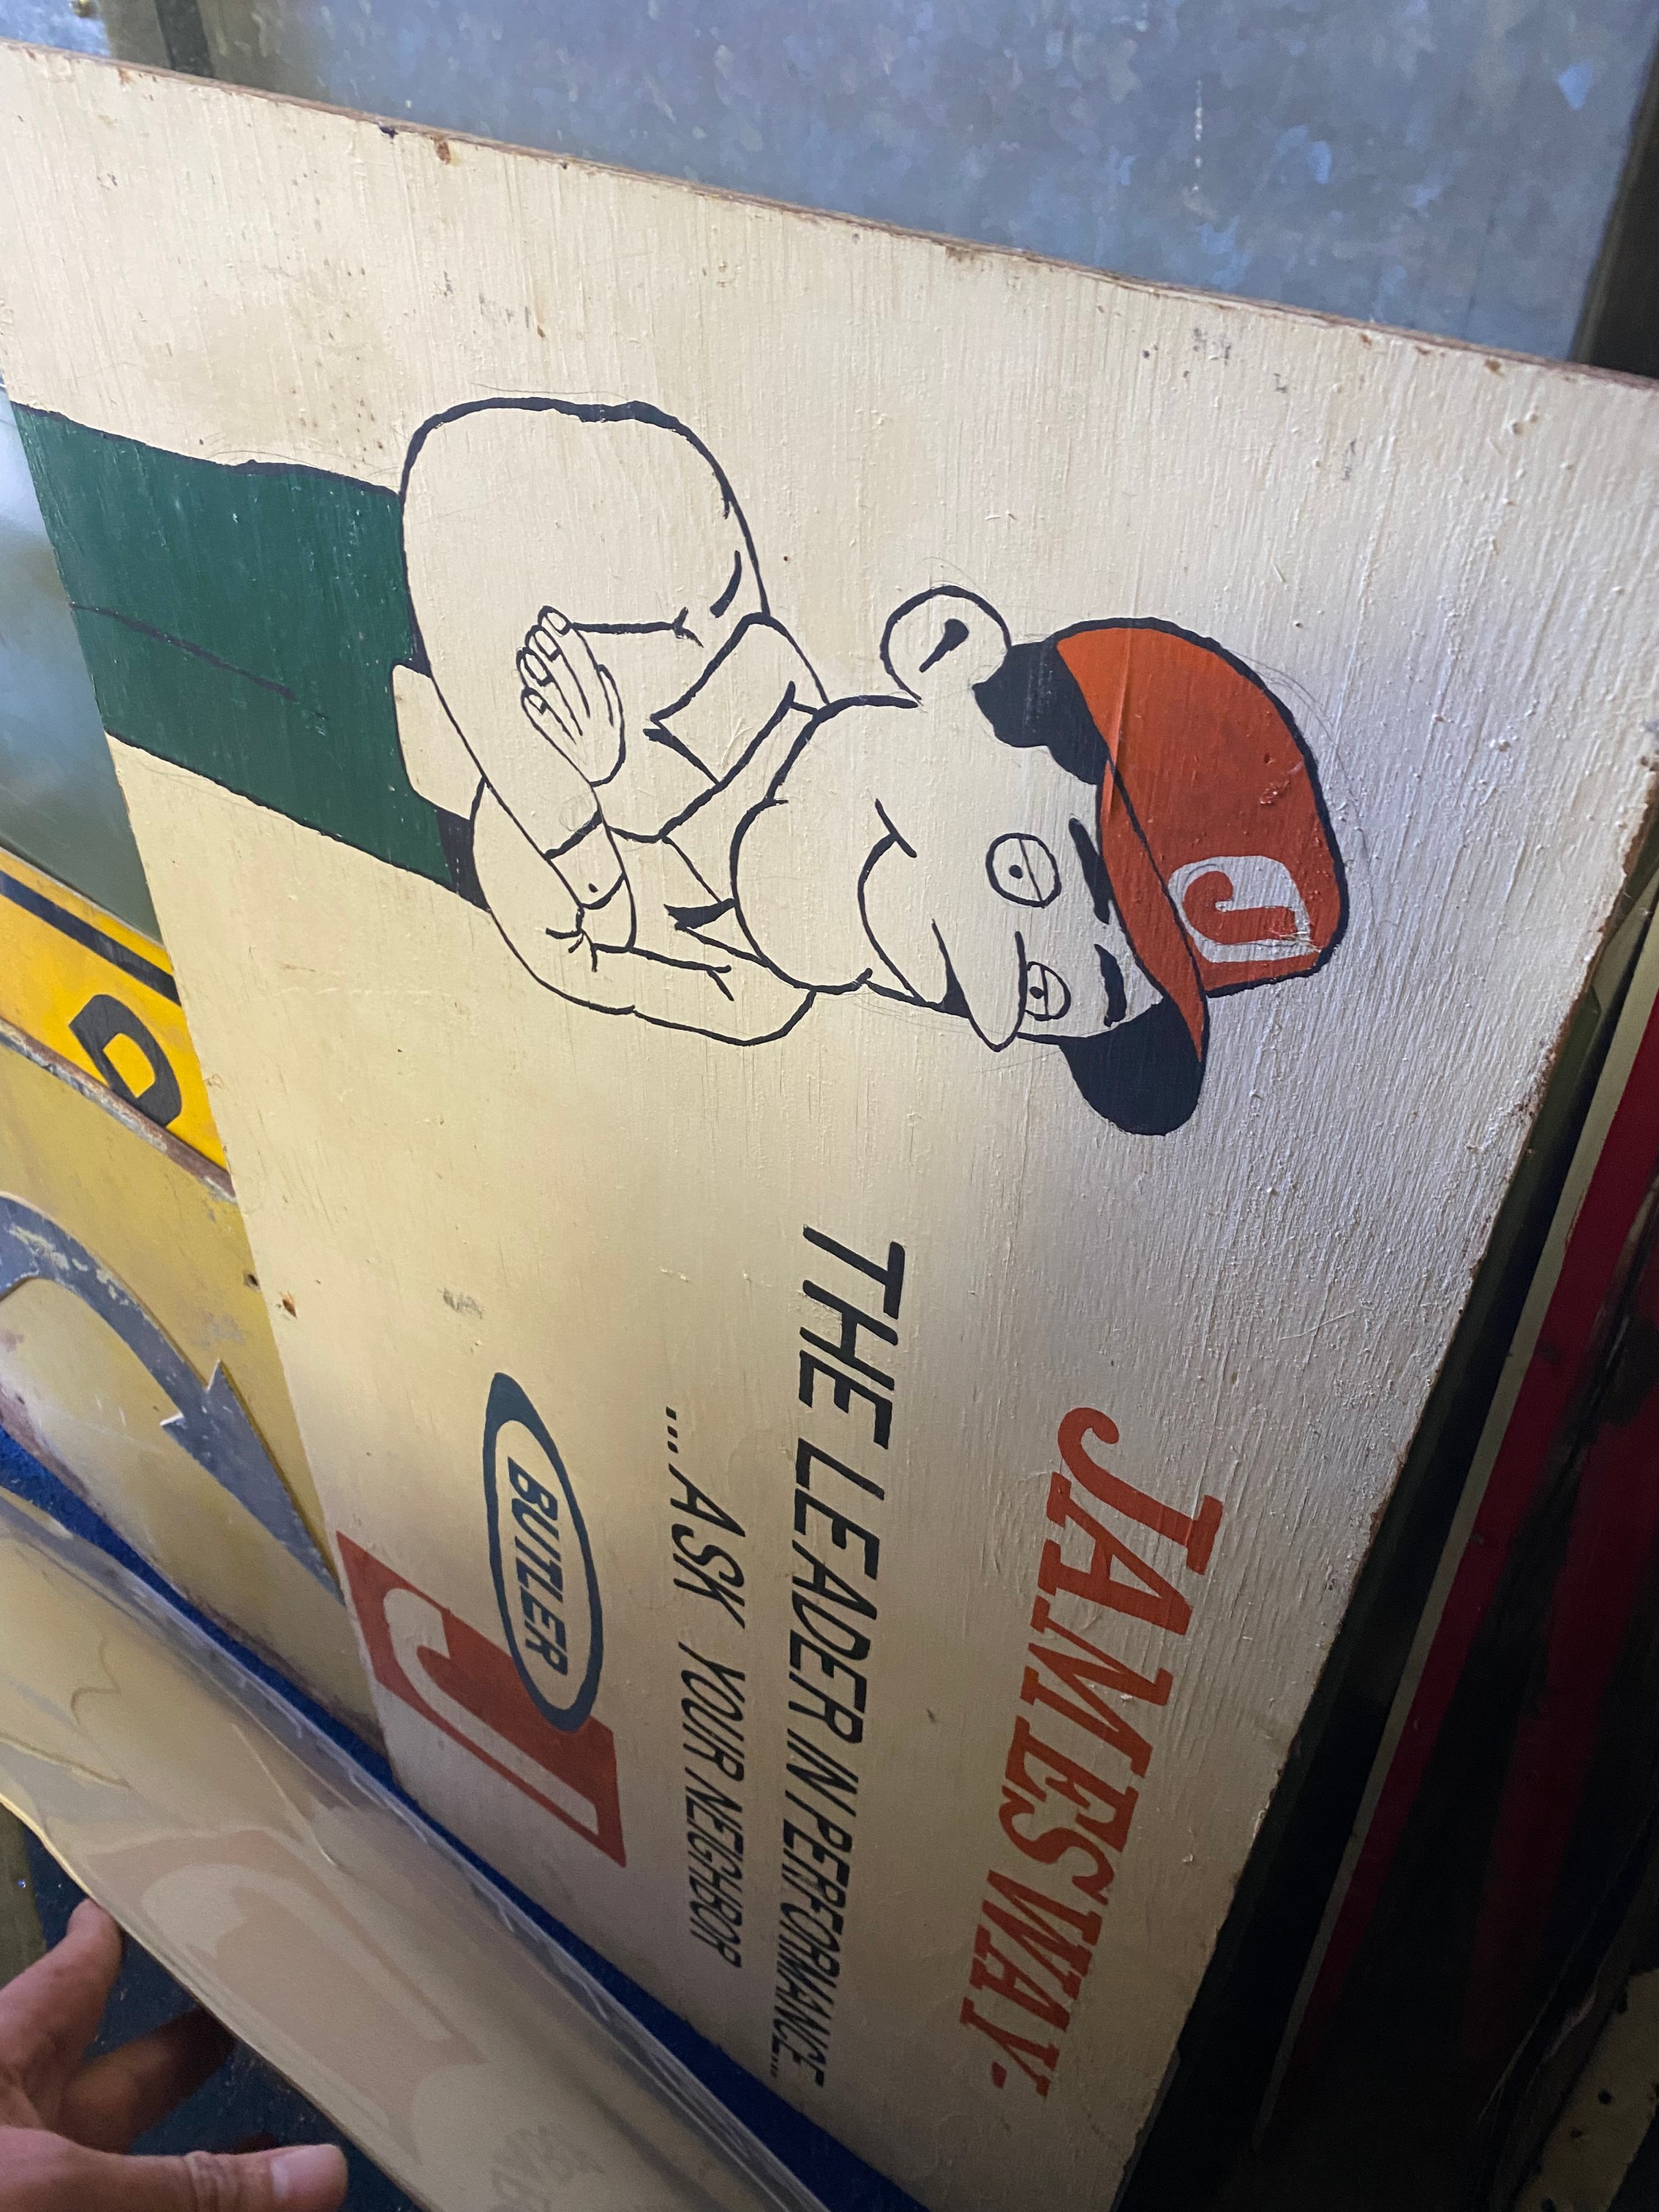 J
JAMESWAY.
THE LEADER IN PERFORMANCE...
...ASK YOUR NEIGHBOR
BUTLER
J